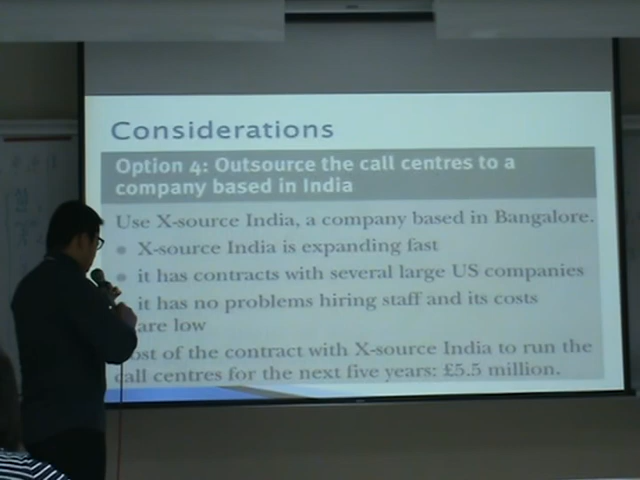 Considerations
Option 4: Outsource the call centres to a
company based in India
Use X-source India, a company based in Bangalore.
X-source India is expanding fast
it has contracts with several large US companies
it has no problems hiring staff and its costs
are low
ost of the contract with X-source India to run the
call centres for the next five years: £5.5 million.